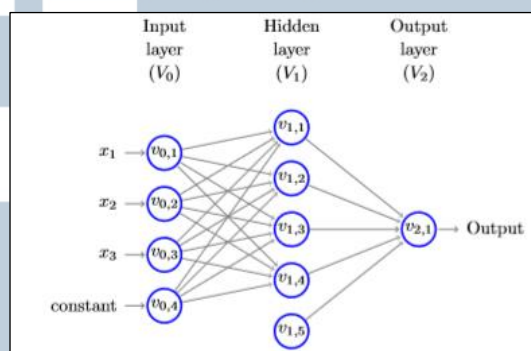 Input Hidden Output
layer layer layer
(V₀) (V₁) (V₂)
v₁,₁
x₁ v₀,₁
v₁,₂
x₂ v₀,₂
v₁,₃ v₂,₁ Output
x₃ v₀,₃
v₁,₄
constant v₀,₄
v₁,₅